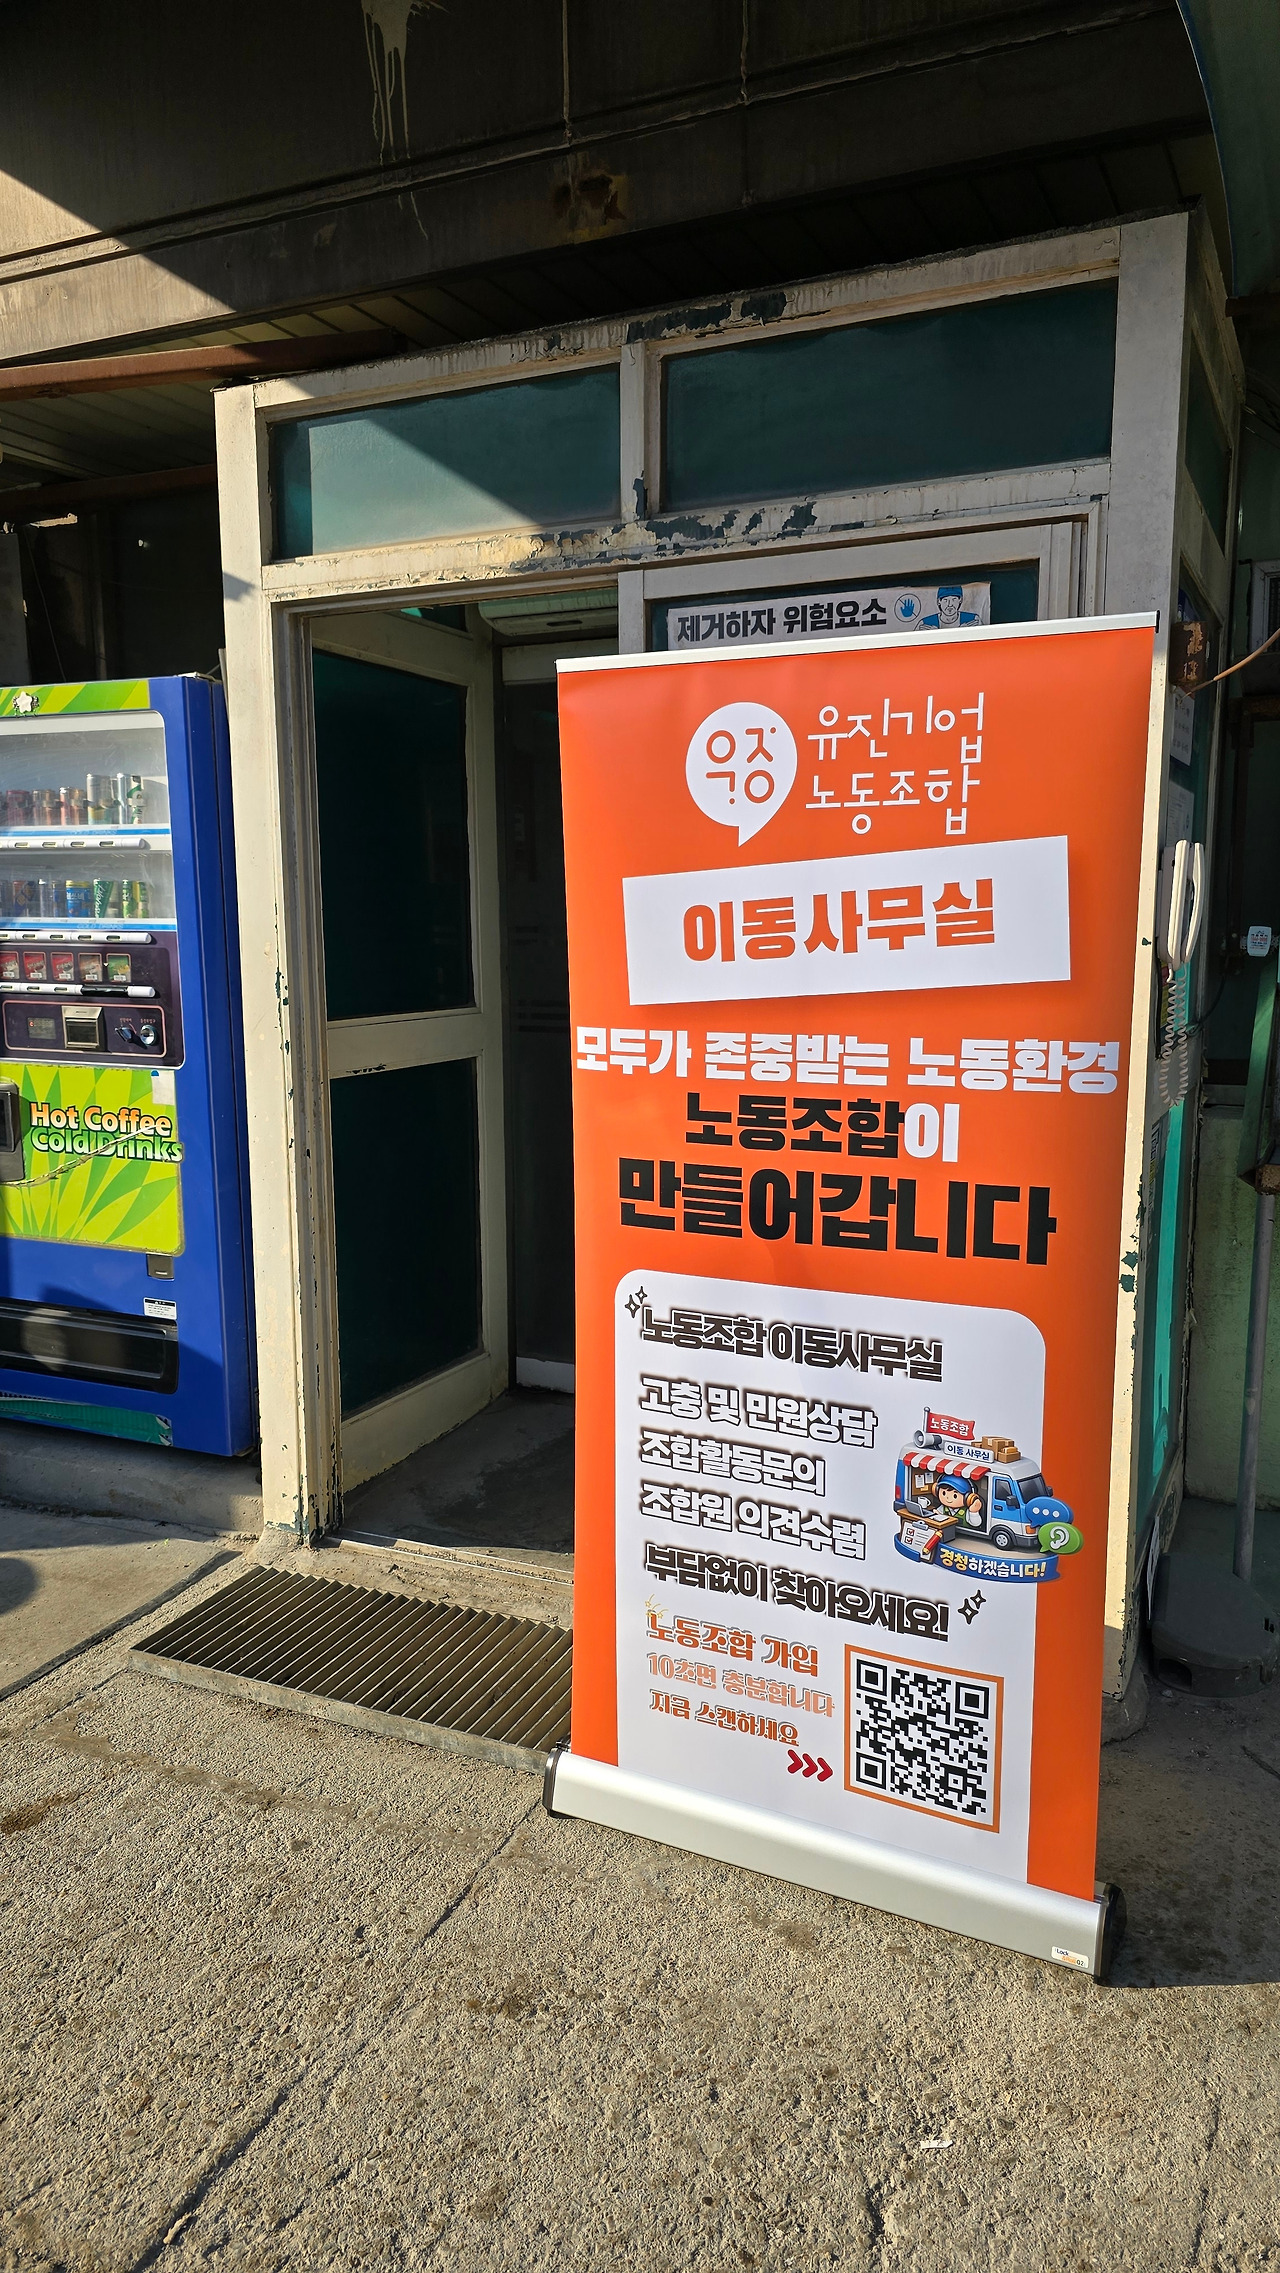 제거하자 위험요소
유조
유진기업
노동조합
이동사무실
모두가 존중받는 노동환경
노동조합이
만들어갑니다
노동조합 이동사무실
고충 및 민원상담
조합활동문의
조합원 의견수렴
부담없이 찾아오세요!
노동조합
이동 사무실
경청하겠습니다!
노동조합 가입
10초면 충분합니다
지금 스캔하세요
Hot Coffee
Cold Drinks